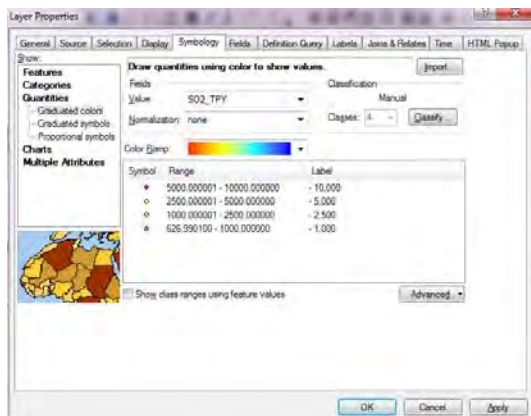 Layer Properties
General Source Selection Display Symbology Fields Definition Query Labels Joins & Relates Time HTML Popup
Show:
Features
Categories
Quantities
Graduated colors
Graduated symbols
Proportional symbols
Charts
Multiple Attributes
Draw quantities using color to show values.
Import...
Fields
Value: SO2_TPY
Normalization: none
Classification
Manual
Classes: 4
Classify...
Color Ramp:
Symbol Range Label
5000.000001 - 10000.000000 - 10,000
2500.000001 - 5000.000000 - 5,000
1000.000001 - 2500.000000 - 2,500
626.990100 - 1000.000000 - 1,000
Show class ranges using feature values
Advanced
OK Cancel Apply